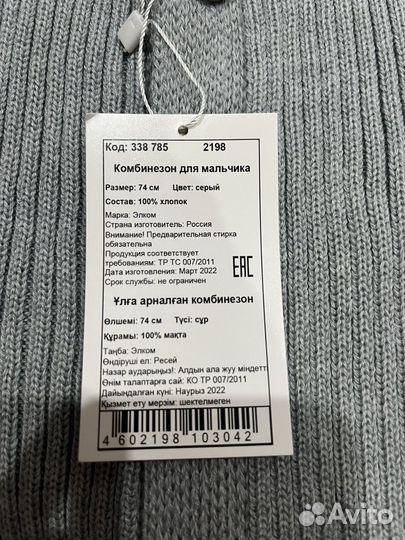 Код: 338 785 2198
Комбинезон для мальчика
Размер: 74 см Цвет: серый
Состав: 100% хлопок
Марка: Элком
Страна изготовитель: Россия
Внимание! Предварительная стирка
обязательна
Продукция соответствует
требованиям: ТР ТС 007/2011
Дата изготовления: Март 2022
Срок службы: не ограничен
EAC
Ұлға арналған комбинезон
Өлшемі: 74 см Түсі: сұр
Құрамы: 100% мақта
Таңба: Элком
Өндіруші ел: Ресей
Назар аударыңыз!: Алдын ала жуу міндетті
Өнім талаптарға сай: КО ТР 007/2011
Дайындалған күні: Наурыз 2022
Қызмет ету мерзім: шектелмеген
4 602198 103042
Avito